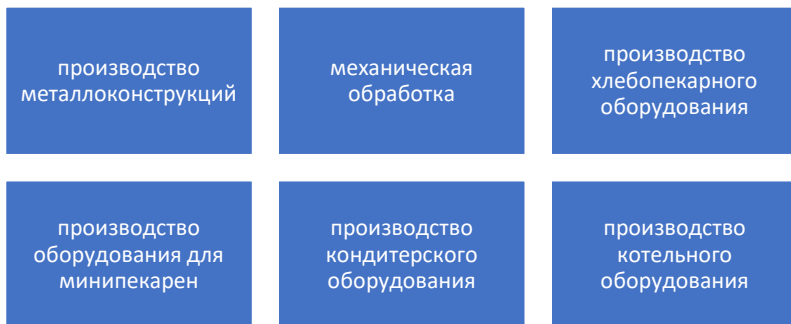 производство
металлоконструкций
механическая
обработка
производство
хлебопекарного
оборудования
производство
оборудования для
минипекарен
производство
кондитерского
оборудования
производство
котельного
оборудования